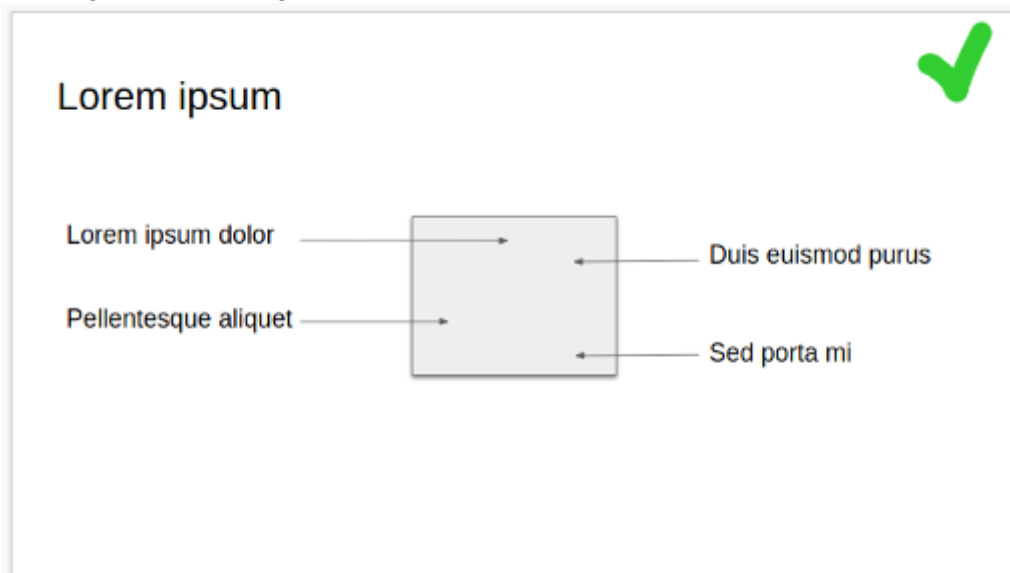 Lorem ipsum
Lorem ipsum dolor
Duis euismod purus
Pellentesque aliquet
Sed porta mi